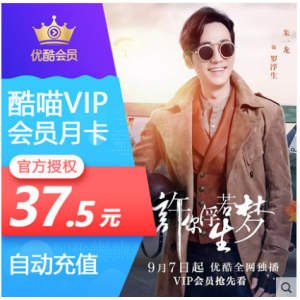 优酷会员
酷喵VIP
会员月卡
官方授权
37.5元
自动充值
朱一龙
饰
罗浮生
許你浮生若梦
9月7日起 优酷全网独播
VIP会员抢先看